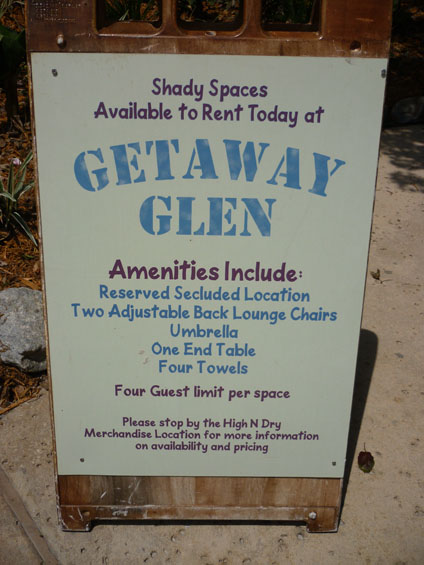 Shady Spaces
Available to Rent Today at
GETAWAY
GLEN
Amenities Include:
Reserved Secluded Location
Two Adjustable Back Lounge Chairs
Umbrella
One End Table
Four Towels
Four Guest limit per space
Please stop by the High N Dry
Merchandise Location for more information
on availability and pricing